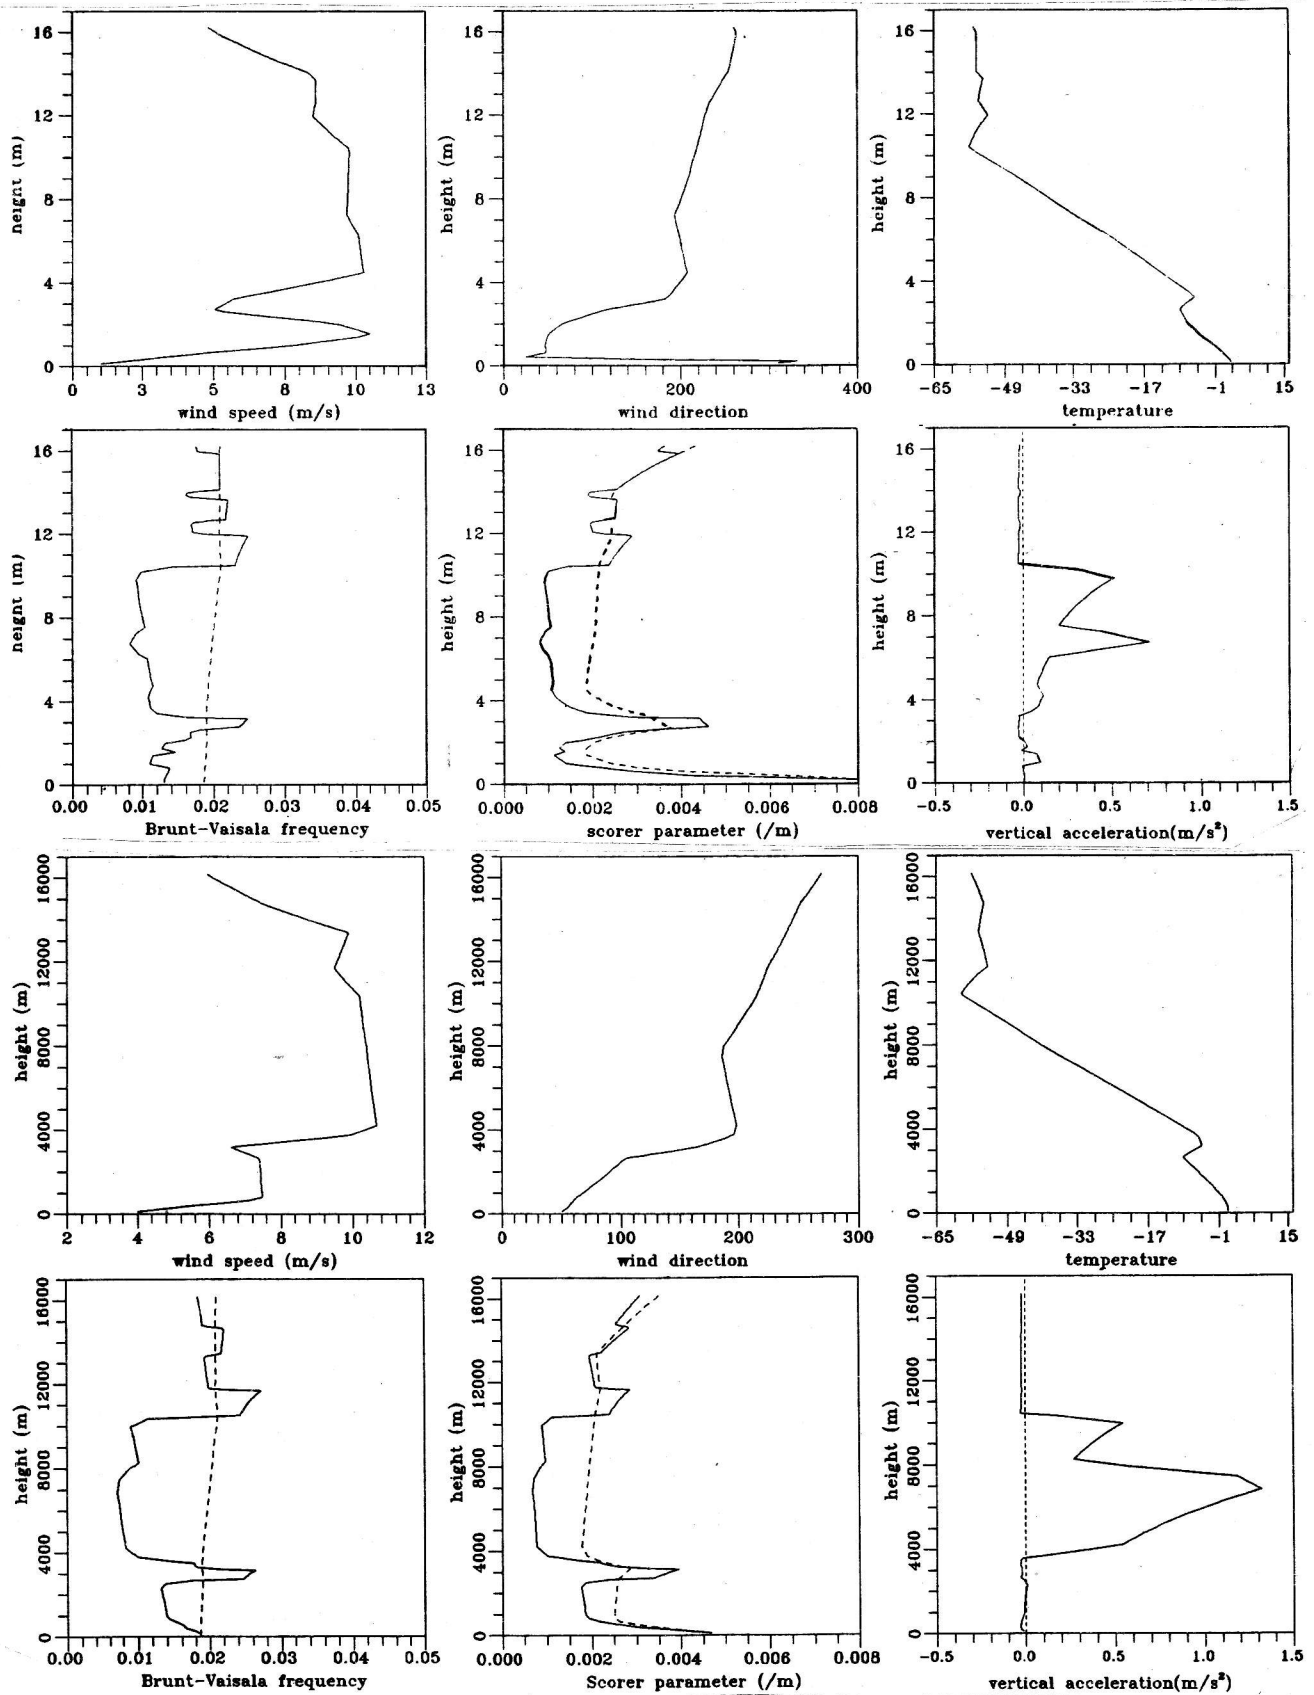 height (m)
16
12
8
4
0
0 3 5 8 10 13
wind speed (m/s)
height (m)
16
12
8
4
0
0 200 400
wind direction
height (m)
16
12
8
4
0
-65 -49 -33 -17 -1 15
temperature
height (m)
16
12
8
4
0
0.00 0.01 0.02 0.03 0.04 0.05
Brunt-Vaisala frequency
height (m)
16
12
8
4
0
0.000 0.002 0.004 0.006 0.008
scorer parameter (/m)
height (m)
16
12
8
4
0
-0.5 0.0 0.5 1.0 1.5
vertical acceleration(m/s²)
height (m)
16000
12000
8000
4000
0
2 4 6 8 10 12
wind speed (m/s)
height (m)
16000
12000
8000
4000
0
0 100 200 300
wind direction
height (m)
16000
12000
8000
4000
0
-65 -49 -33 -17 -1 15
temperature
height (m)
16000
12000
8000
4000
0
0.00 0.01 0.02 0.03 0.04 0.05
Brunt-Vaisala frequency
height (m)
16000
12000
8000
4000
0
0.000 0.002 0.004 0.006 0.008
Scorer parameter (/m)
height (m)
16000
12000
8000
4000
0
-0.5 0.0 0.5 1.0 1.5
vertical acceleration(m/s²)